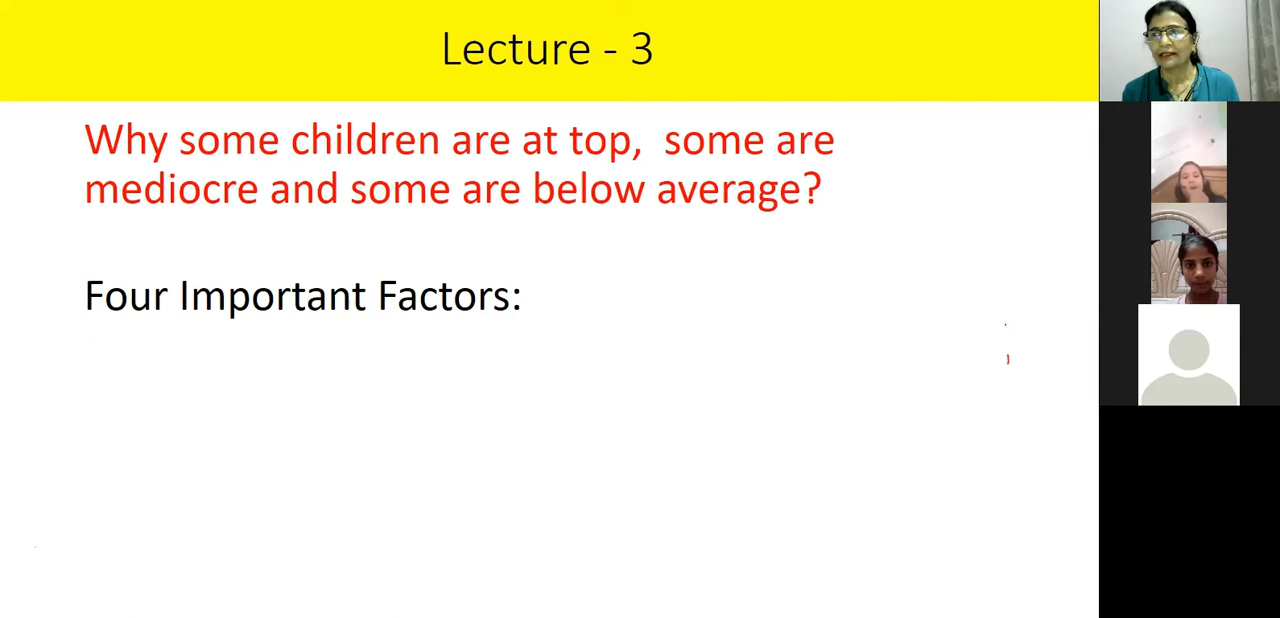 Lecture - 3
Why some children are at top, some are
mediocre and some are below average?
Four Important Factors: